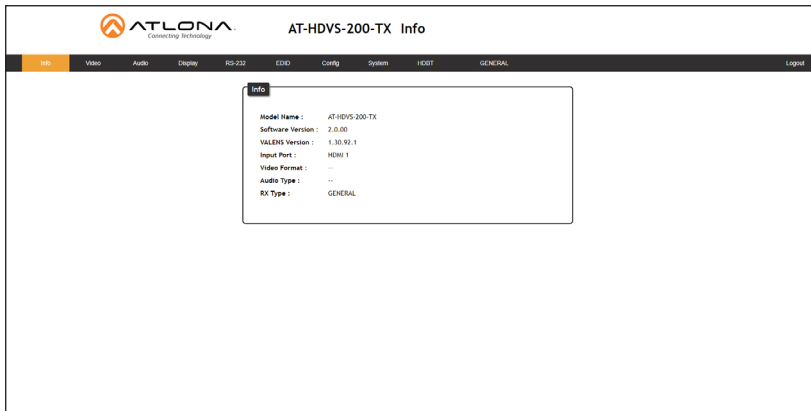 ATLONA.
Connecting Technology
AT-HDVS-200-TX Info
Info Video Audio Display RS-232 EDID Config System HDBT GENERAL Logout
Info
Model Name : AT-HDVS-200-TX
Software Version : 2.0.00
VALENS Version : 1.30.92.1
Input Port : HDMI 1
Video Format : --
Audio Type : --
RX Type : GENERAL